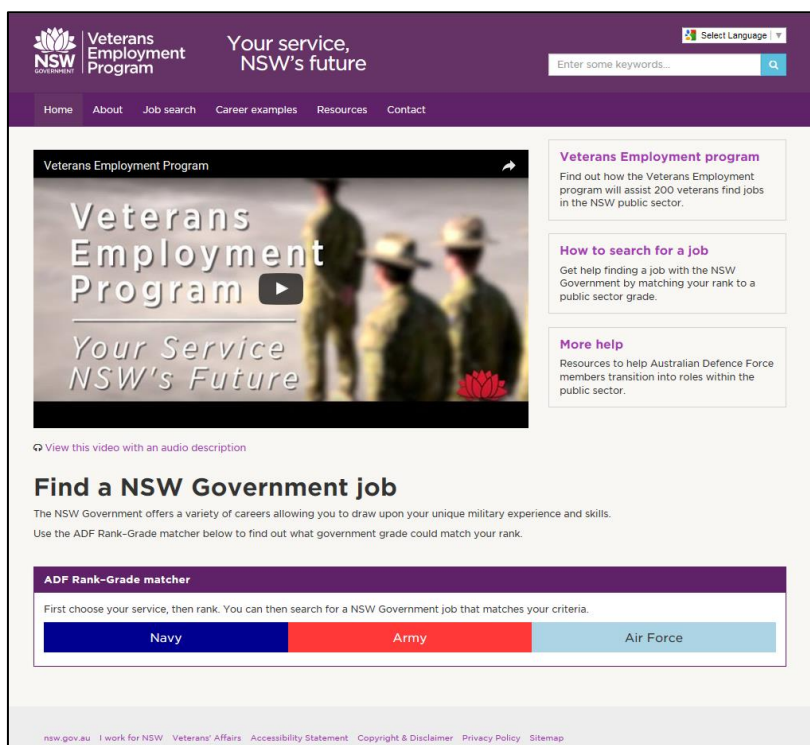 NSW
GOVERNMENT
Veterans
Employment
Program
Your service,
NSW's future
Select Language
Enter some keywords...
Home About Job search Career examples Resources Contact
Veterans Employment Program
Veterans
Employment
Program
Your Service
NSW's Future
Veterans Employment program
Find out how the Veterans Employment
program will assist 200 veterans find jobs
in the NSW public sector.
How to search for a job
Get help finding a job with the NSW
Government by matching your rank to a
public sector grade.
More help
Resources to help Australian Defence Force
members transition into roles within the
public sector.
View this video with an audio description
Find a NSW Government job
The NSW Government offers a variety of careers allowing you to draw upon your unique military experience and skills.
Use the ADF Rank–Grade matcher below to find out what government grade could match your rank.
ADF Rank–Grade matcher
First choose your service, then rank. You can then search for a NSW Government job that matches your criteria.
Navy Army Air Force
nsw.gov.au I work for NSW Veterans' Affairs Accessibility Statement Copyright & Disclaimer Privacy Policy Sitemap